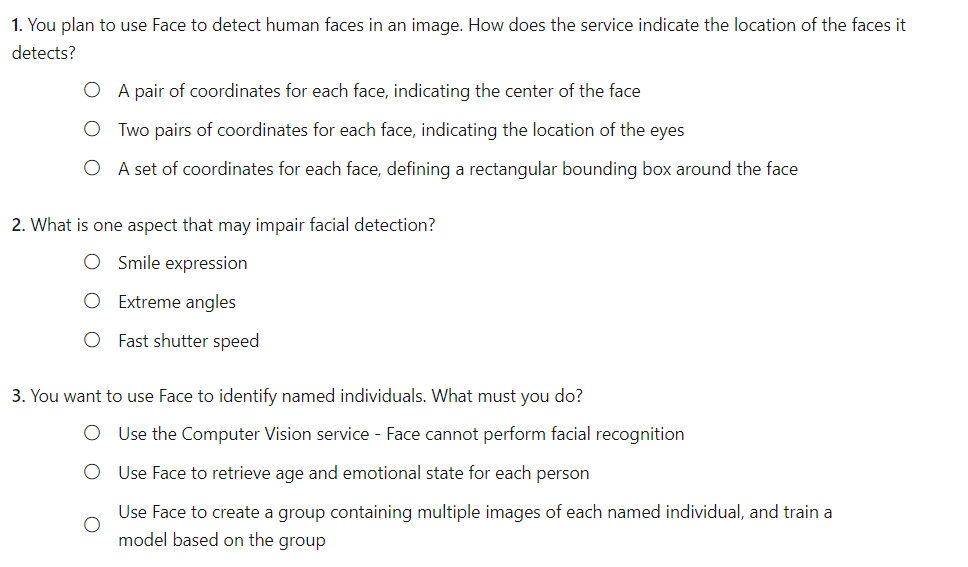 1. You plan to use Face to detect human faces in an image. How does the service indicate the location of the faces it
detects?
A pair of coordinates for each face, indicating the center of the face
Two pairs of coordinates for each face, indicating the location of the eyes
A set of coordinates for each face, defining a rectangular bounding box around the face
2. What is one aspect that may impair facial detection?
Smile expression
Extreme angles
Fast shutter speed
3. You want to use Face to identify named individuals. What must you do?
Use the Computer Vision service - Face cannot perform facial recognition
Use Face to retrieve age and emotional state for each person
Use Face to create a group containing multiple images of each named individual, and train a
model based on the group